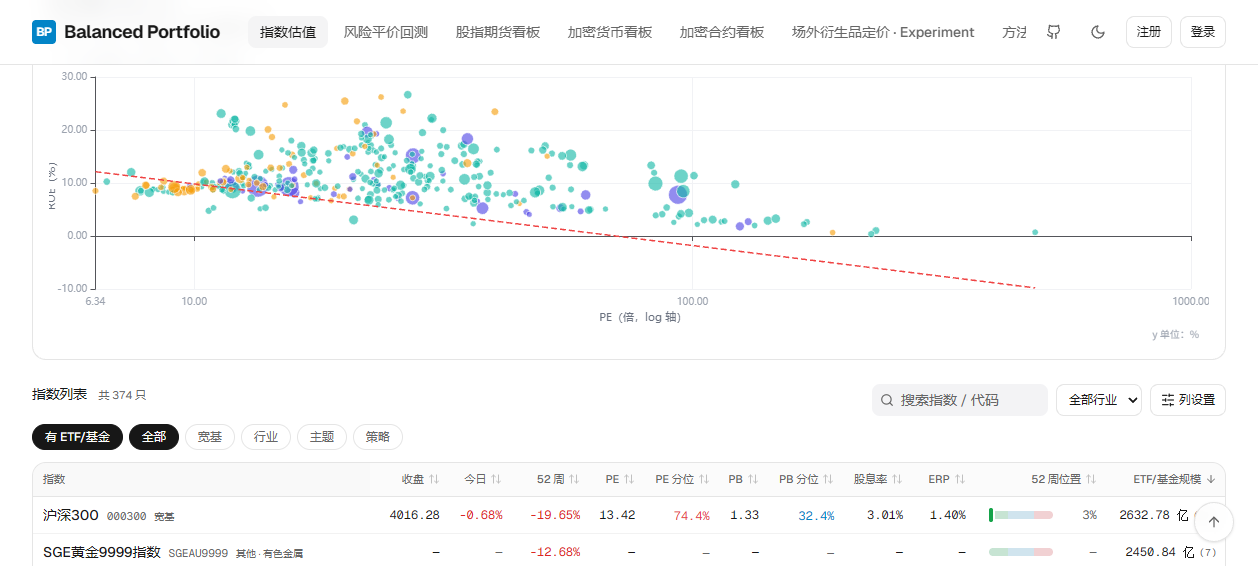 BP Balanced Portfolio 指数估值 风险平价回测 股指期货看板 加密货币看板 加密合约看板 场外衍生品定价 · Experiment 方法 注册 登录
30.00
20.00
10.00
0.00
-10.00
ROE (%)
6.34 10.00 100.00 1000.00
PE（倍，log 轴）
y 单位：%
指数列表 共 374 只
搜索指数 / 代码 全部行业 列设置
有 ETF/基金 全部 宽基 行业 主题 策略
指数 收盘 今日 52 周 PE PE 分位 PB PB 分位 股息率 ERP 52 周位置 ETF/基金规模
沪深300 000300 宽基 4016.28 -0.68% -19.65% 13.42 74.4% 1.33 32.4% 3.01% 1.40% 3% 2632.78 亿
SGE黄金9999指数 SGEAU9999 其他 · 有色金属 — — -12.68% — — — — — — — 2450.84 亿 (7)